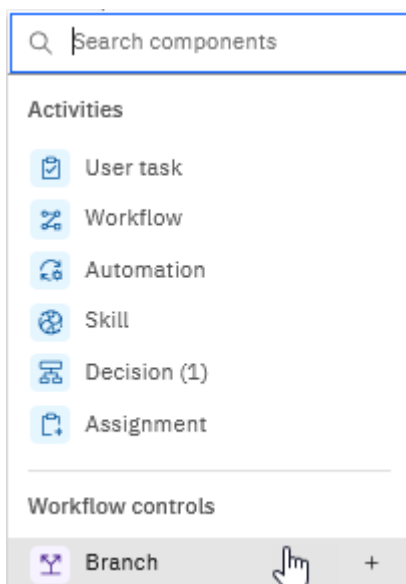 Search components
Activities
User task
Workflow
Automation
Skill
Decision (1)
Assignment
Workflow controls
Branch +